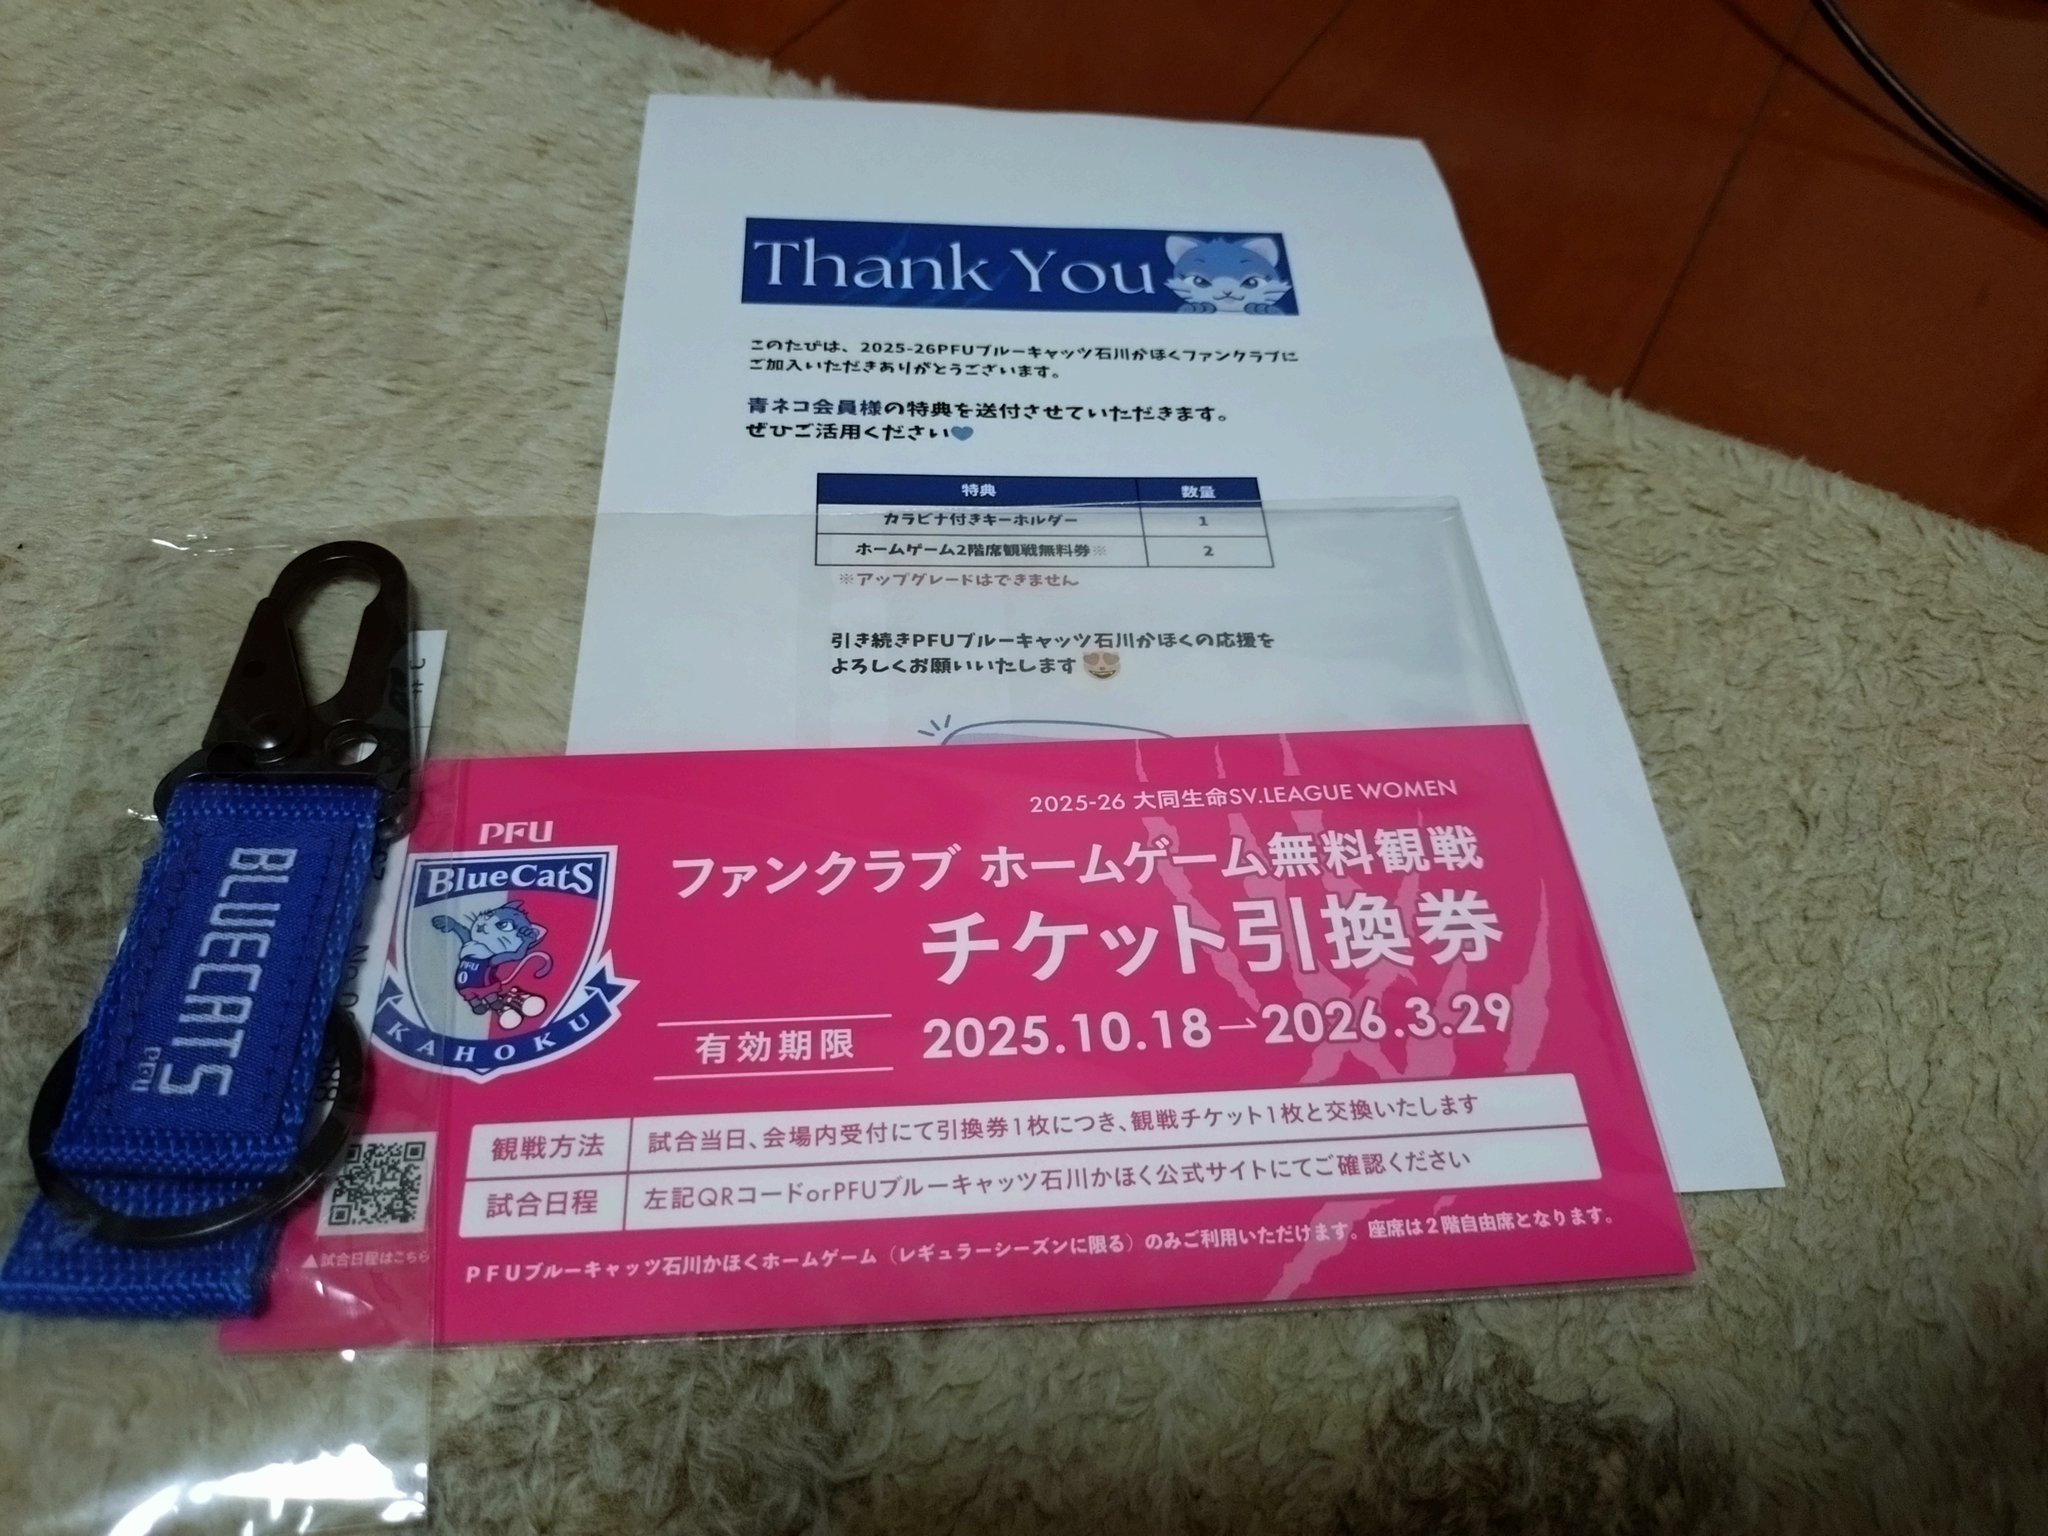 Thank You
このたびは、2025-26PFUブルーキャッツ石川かほくファンクラブに
ご加入いただきありがとうございます。
青ネコ会員様の特典を送付させていただきます。
ぜひご活用ください💙
特典 数量
カラビナ付きキーホルダー 1
ホームゲーム2階席観戦無料券※ 2
※アップグレードはできません
引き続きPFUブルーキャッツ石川かほくの応援を
よろしくお願いいたします😻
BLUECATS
PFU
PFU
BlueCatS
PFU
0
KAHOKU
2025-26 大同生命SV.LEAGUE WOMEN
ファンクラブ ホームゲーム無料観戦
チケット引換券
有効期限 2025.10.18→2026.3.29
観戦方法 試合当日、会場内受付にて引換券1枚につき、観戦チケット1枚と交換いたします
試合日程 左記QRコードorPFUブルーキャッツ石川かほく公式サイトにてご確認ください
▲試合日程はこちら
PFUブルーキャッツ石川かほくホームゲーム（レギュラーシーズンに限る）のみご利用いただけます。座席は2階自由席となります。